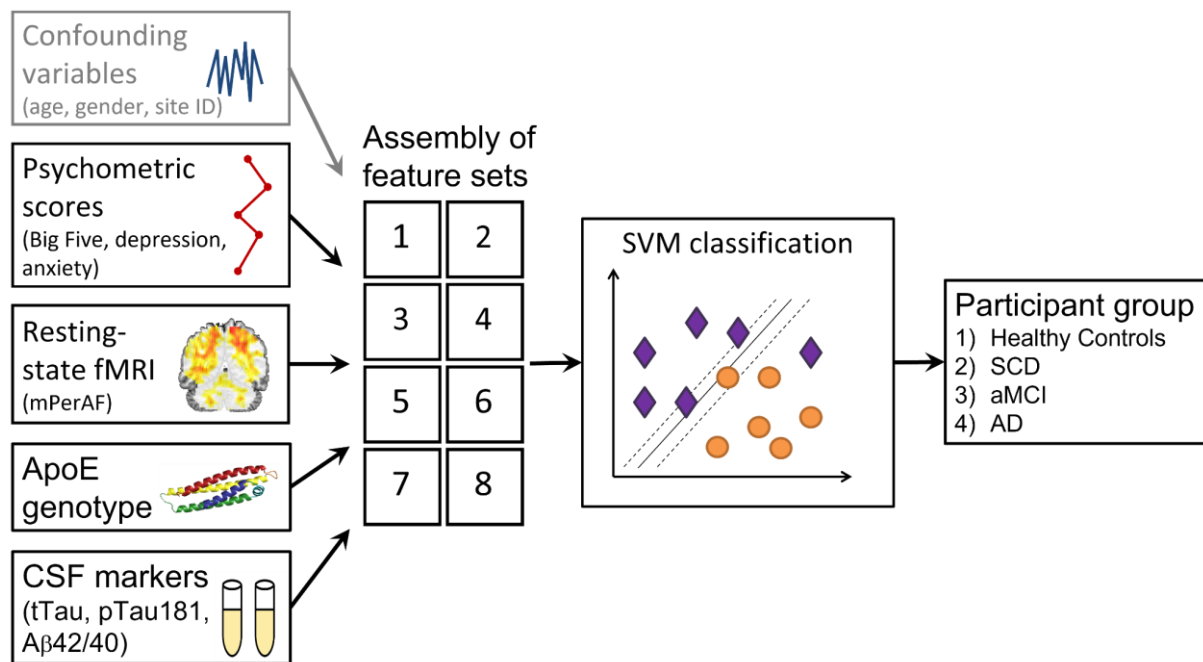 Confounding
variables
(age, gender, site ID)
Psychometric
scores
(Big Five, depression,
anxiety)
Resting-
state fMRI
(mPerAF)
ApoE
genotype
CSF markers
(tTau, pTau181,
Aβ42/40)
Assembly of
feature sets
1 2
3 4
5 6
7 8
SVM classification
Participant group
1) Healthy Controls
2) SCD
3) aMCI
4) AD